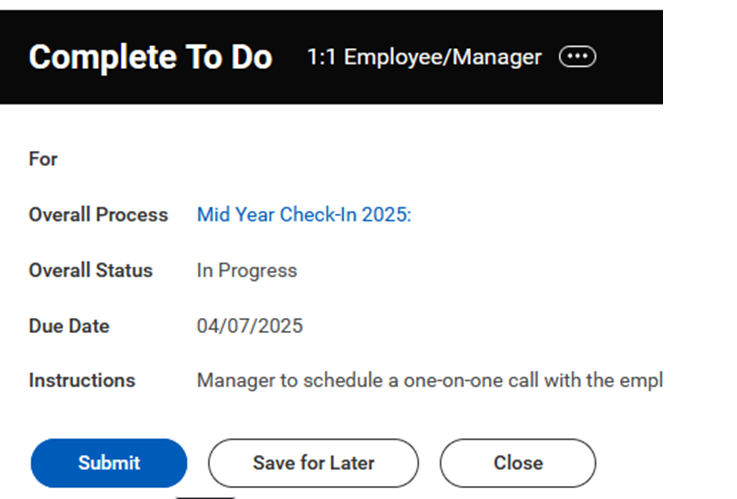 Complete To Do 1:1 Employee/Manager
For
Overall Process Mid Year Check-In 2025:
Overall Status In Progress
Due Date 04/07/2025
Instructions Manager to schedule a one-on-one call with the empl
Submit Save for Later Close